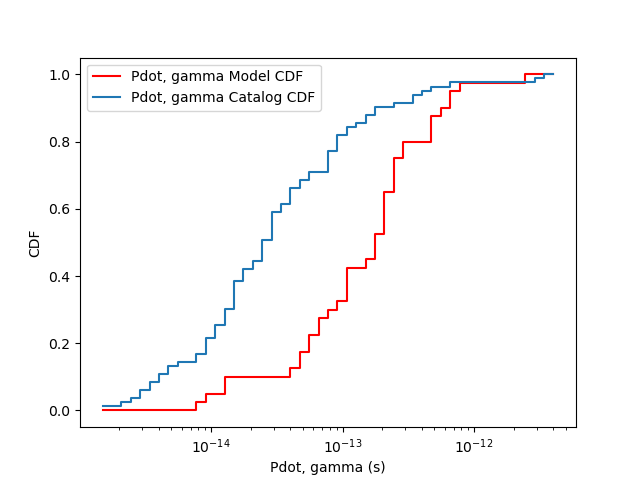 Pdot, gamma Model CDF
Pdot, gamma Catalog CDF
1.0
0.8
0.6
0.4
0.2
0.0
CDF
10⁻¹⁴
10⁻¹³
10⁻¹²
Pdot, gamma (s)